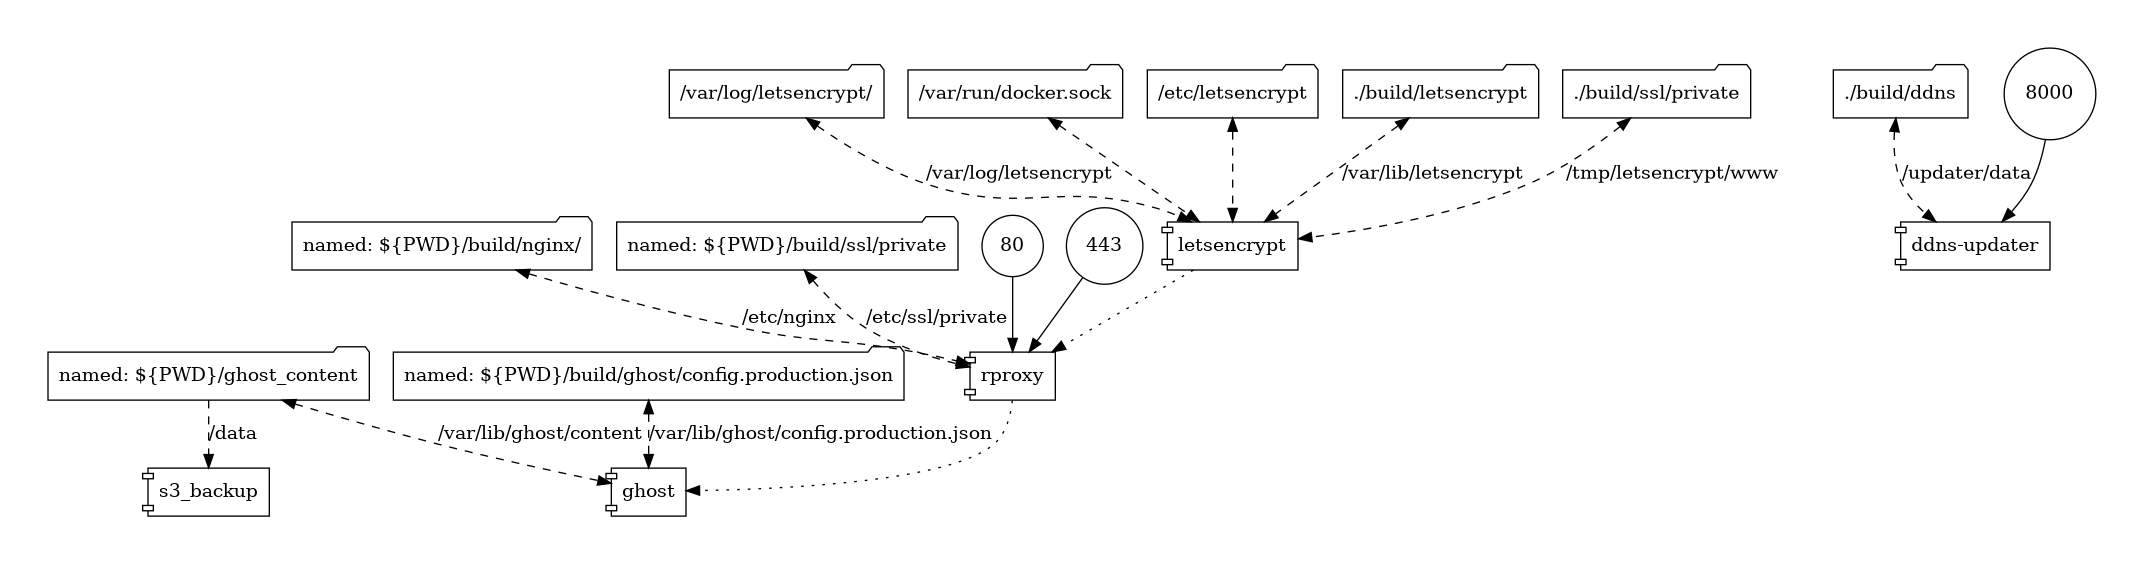 /var/log/letsencrypt/
/var/run/docker.sock
/etc/letsencrypt
./build/letsencrypt
./build/ssl/private
./build/ddns
8000
/var/log/letsencrypt
/var/lib/letsencrypt
/tmp/letsencrypt/www
/updater/data
named: ${PWD}/build/nginx/
named: ${PWD}/build/ssl/private
80
443
letsencrypt
ddns-updater
/etc/nginx
/etc/ssl/private
named: ${PWD}/ghost_content
named: ${PWD}/build/ghost/config.production.json
rproxy
/data
/var/lib/ghost/content
/var/lib/ghost/config.production.json
s3_backup
ghost